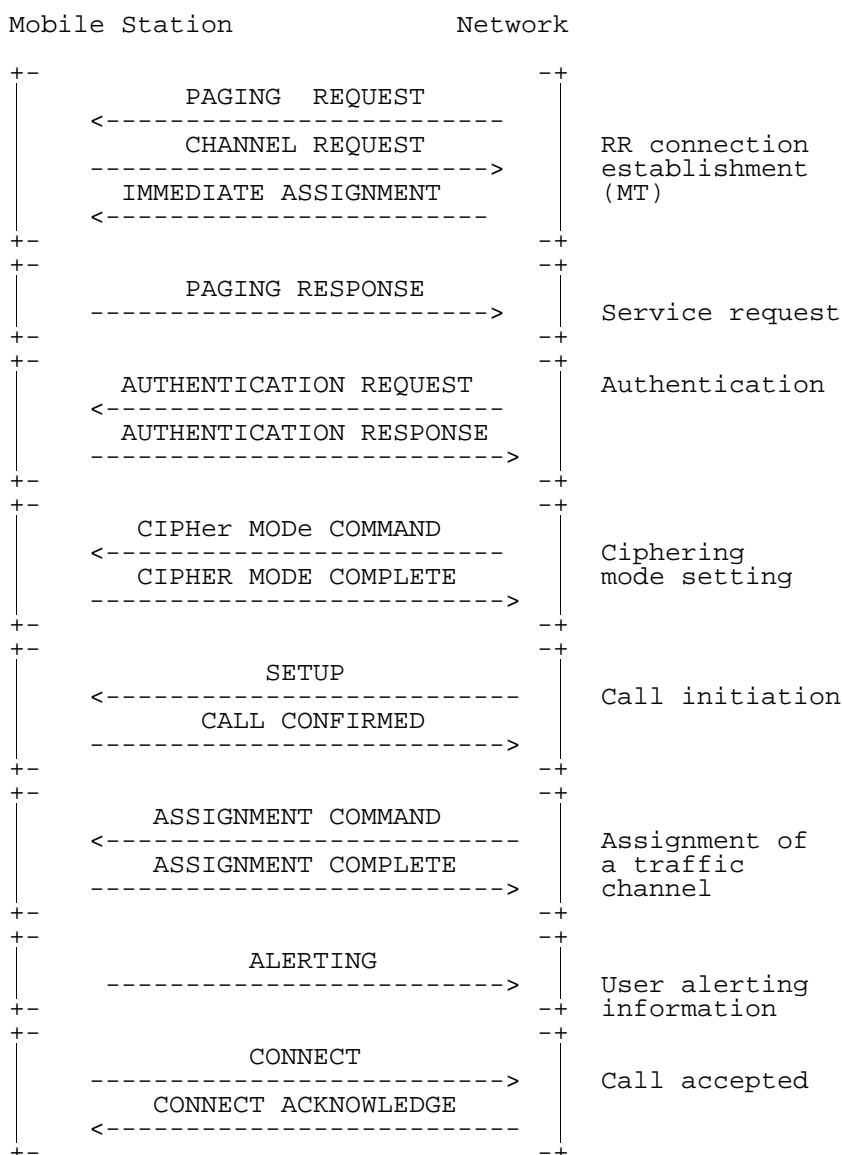 Mobile Station Network
PAGING REQUEST
CHANNEL REQUEST
RR connection
establishment
(MT)
IMMEDIATE ASSIGNMENT
PAGING RESPONSE
Service request
AUTHENTICATION REQUEST
Authentication
AUTHENTICATION RESPONSE
CIPHer MODe COMMAND
Ciphering
mode setting
CIPHER MODE COMPLETE
SETUP
Call initiation
CALL CONFIRMED
ASSIGNMENT COMMAND
Assignment of
a traffic
channel
ASSIGNMENT COMPLETE
ALERTING
User alerting
information
CONNECT
Call accepted
CONNECT ACKNOWLEDGE